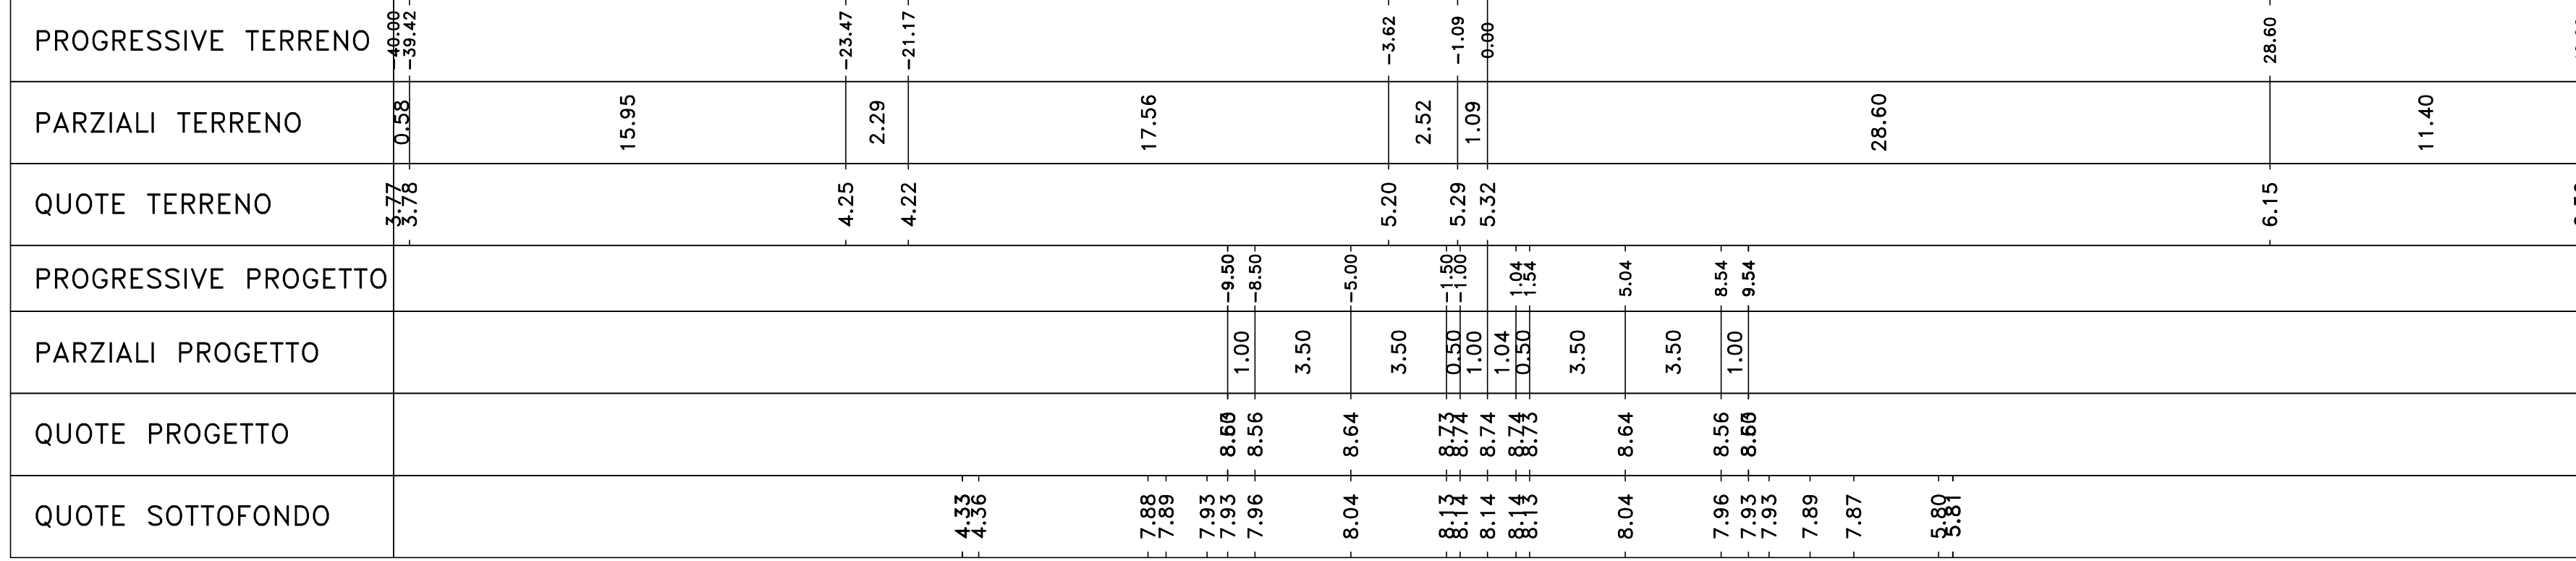 PROGRESSIVE TERRENO -40.00 -39.42 -23.47 -21.17 -3.62 -1.09 0.00 28.60
PARZIALI TERRENO 0.58 15.95 2.29 17.56 2.52 1.09 28.60 11.40
QUOTE TERRENO 3.77 3.78 4.25 4.22 5.20 5.29 5.32 6.15
PROGRESSIVE PROGETTO -9.50 -8.50 -5.00 -1.50 -1.00 1.04 1.54 5.04 8.54 9.54
PARZIALI PROGETTO 1.00 3.50 3.50 0.50 1.00 1.04 0.50 3.50 3.50 1.00
QUOTE PROGETTO 8.56 8.64 8.73 8.74 8.74 8.74 8.73 8.64 8.56
QUOTE SOTTOFONDO 4.33 4.36 7.88 7.89 7.93 7.93 7.96 8.04 8.13 8.14 8.14 8.14 8.13 8.04 7.96 7.93 7.93 7.89 7.87 5.80 5.81